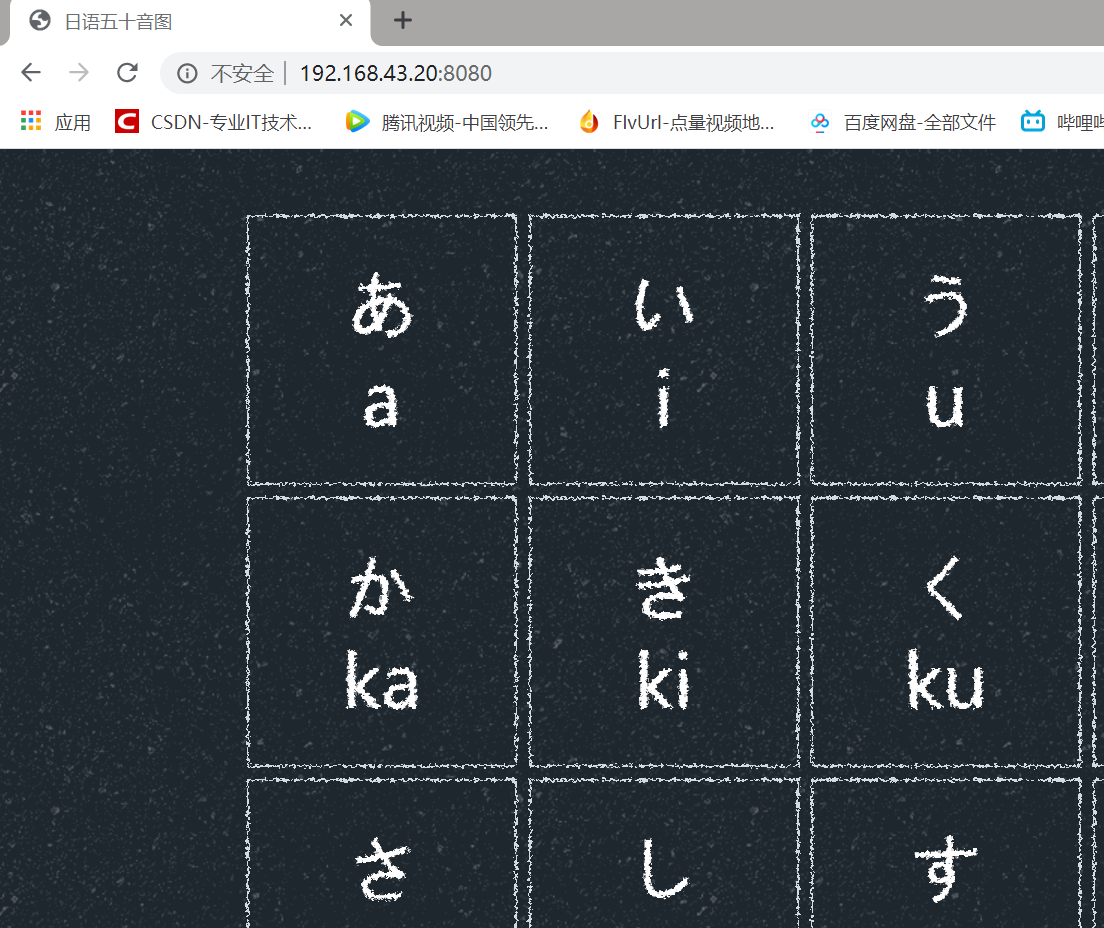 日语五十音图
不安全 192.168.43.20:8080
应用 CSDN-专业IT技术... 腾讯视频-中国领先... FlvUrl-点量视频地... 百度网盘-全部文件 哔哩
あ い う
a i u
か き く
ka ki ku
さ し す